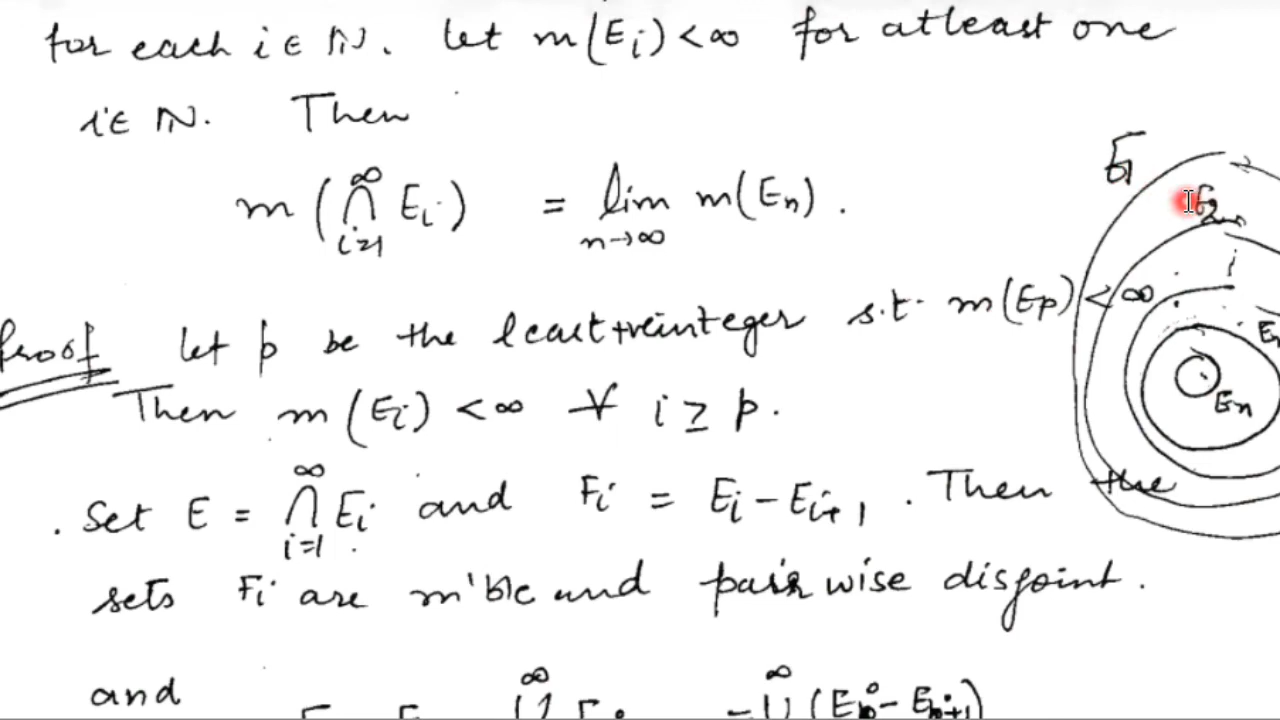 for each i ∈ ℕ. let m(Ei) < ∞ for atleast one
i ∈ ℕ. Then
m(∞⋂i=1 Ei) = lim n→∞ m(En).
Proof let p be the least +ve integer s.t. m(Ep) < ∞
Then m(Ei) < ∞ ∀ i ≥ p.
. Set E = ∞⋂i=1 Ei and Fi = Ei − Ei+1. Then the
sets Fi are m'ble and pairwise disjoint.
and
E1
E2
En